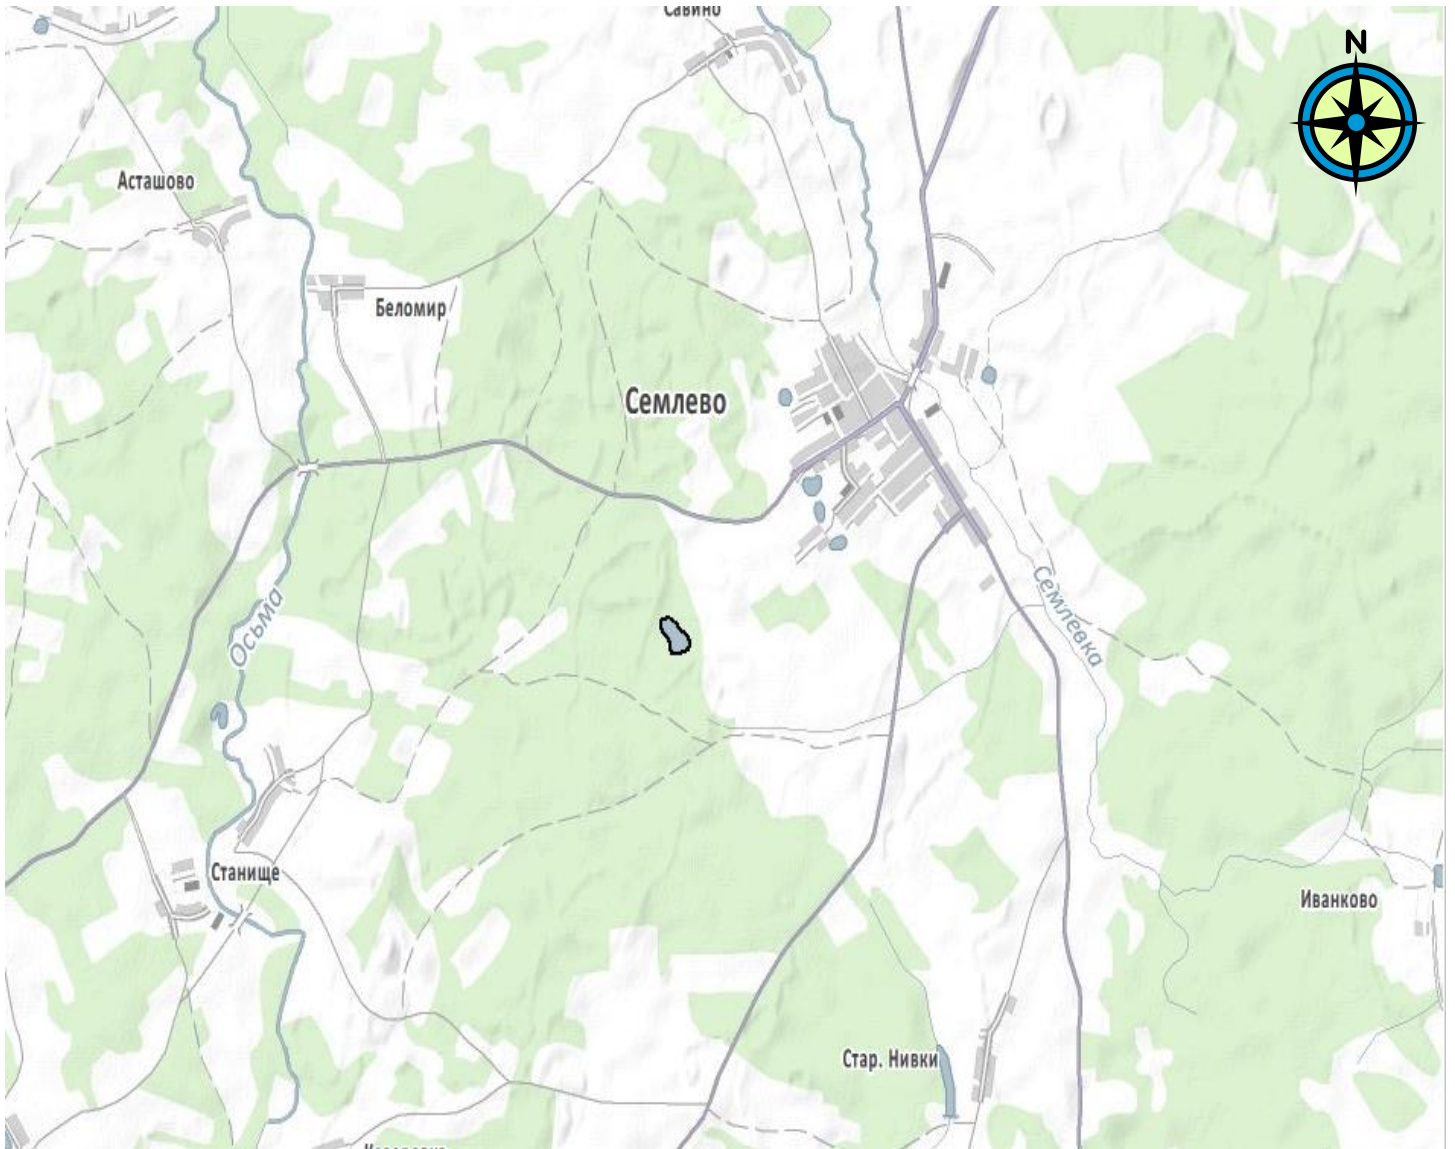 Савино
N
Асташово
Беломир
Семлево
Осьма
Семлевка
Станище
Иванково
Стар. Нивки